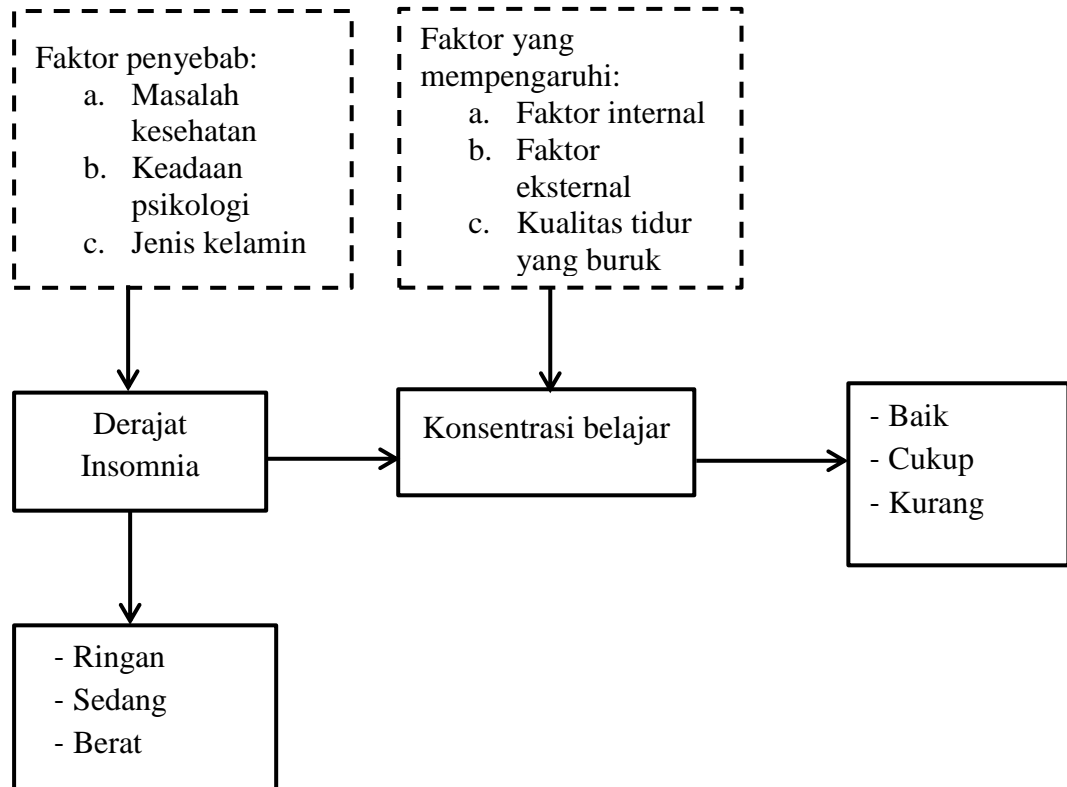 Faktor penyebab:
a. Masalah
kesehatan
b. Keadaan
psikologi
c. Jenis kelamin
Faktor yang
mempengaruhi:
a. Faktor internal
b. Faktor
eksternal
c. Kualitas tidur
yang buruk
Derajat
Insomnia
Konsentrasi belajar
- Baik
- Cukup
- Kurang
- Ringan
- Sedang
- Berat